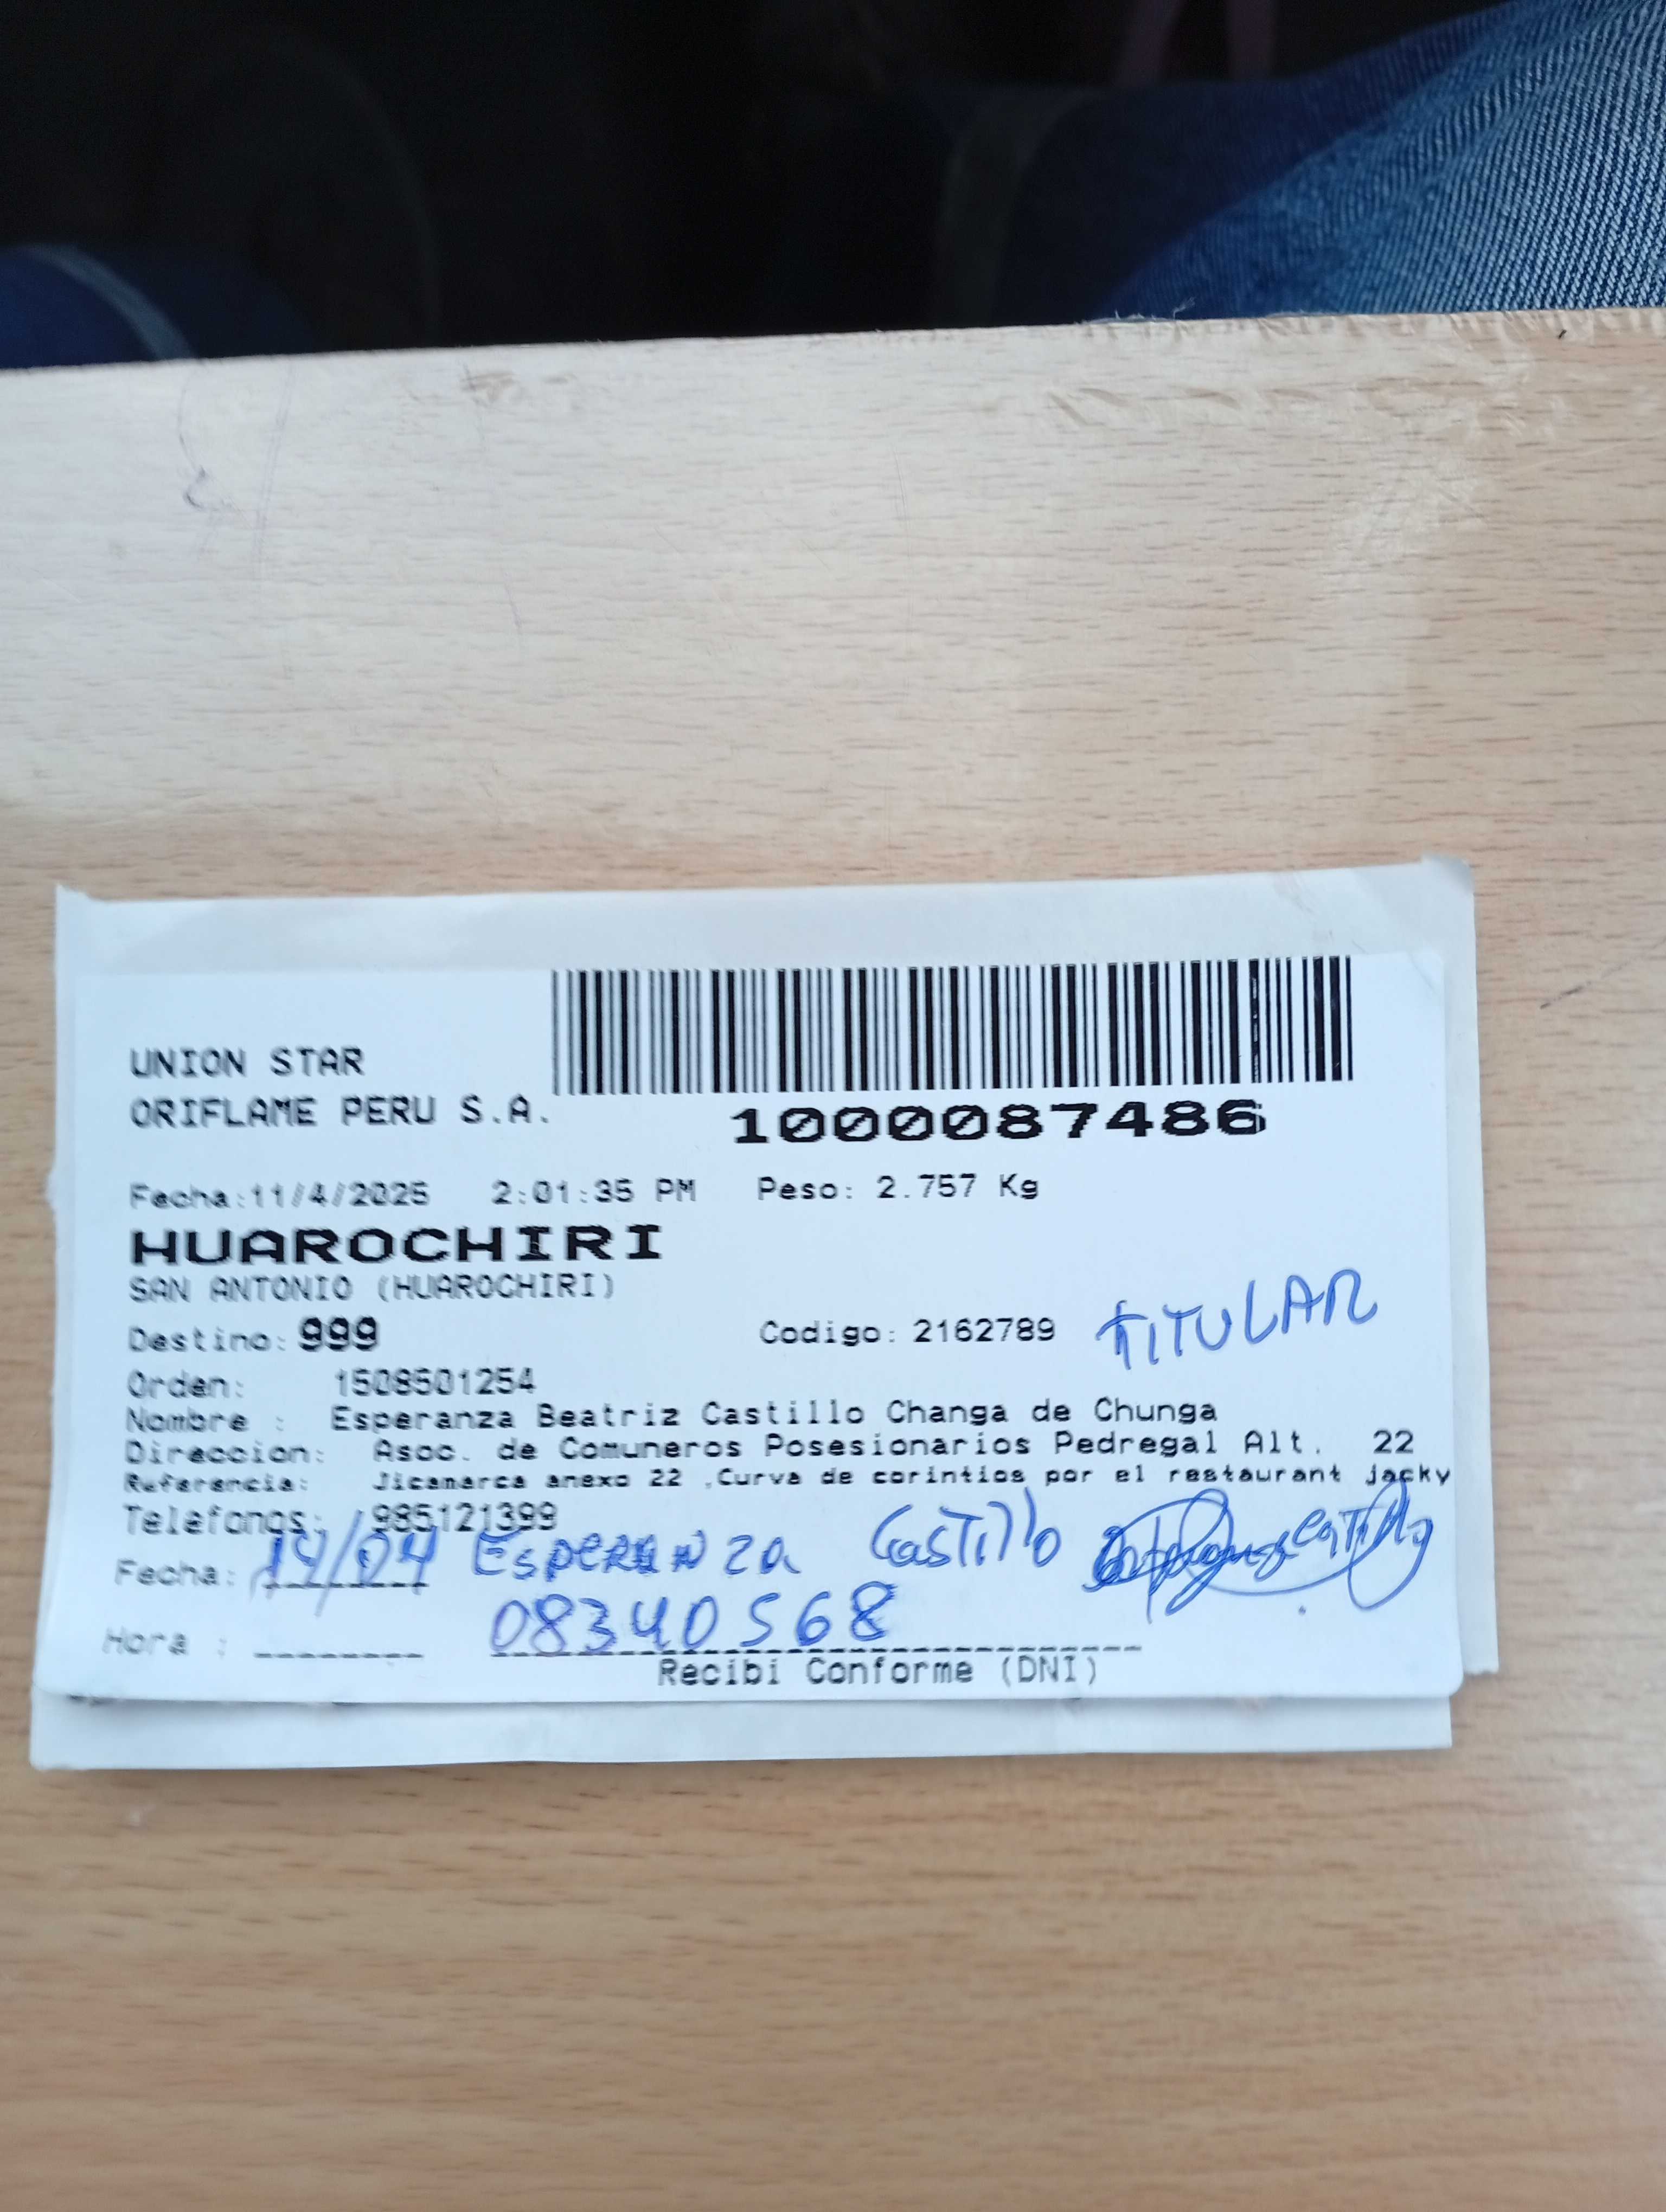 UNION STAR
ORIFLAME PERU S.A.
1000087486
Fecha:11/4/2025 2:01:35 PM Peso: 2.757 Kg
HUAROCHIRI
SAN ANTONIO (HUAROCHIRI)
Destino: 999 Codigo: 2162789 TITULAR
Orden: 1508501254
Nombre : Esperanza Beatriz Castillo Changa de Chunga
Direccion: Asoc. de Comuneros Posesionarios Pedregal Alt. 22
Referencia: Jicamarca anexo 22 ,Curva de corintios por el restaurant jacky
Telefonos: 985121399
Fecha: 14/04 Esperanza Castillo
Hora : 08340568
Recibi Conforme (DNI)